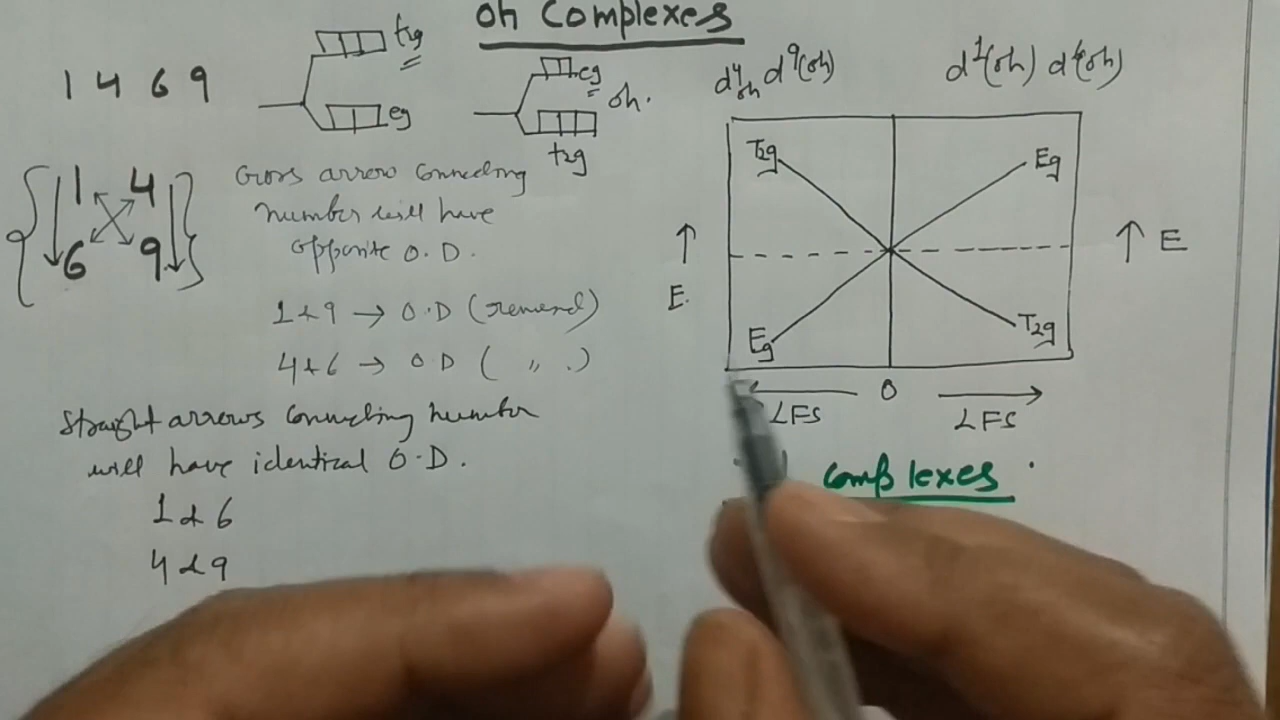 Oh Complexes
1 4 6 9
t2g
eg
eg
oh.
t2g
1 4
6 9
Cross arrow connecting
number will have
opposite O.D.
1 & 9 → O.D (
4 & 6 → O D ( " . )
Straight arrows connecting number
will have identical O.D.
1 & 6
4 & 9
d⁴oh d⁹(oh) d¹(oh) d⁶(oh)
T2g Eg
E. ↑ ↑ E
Eg T2g
← 0 →
LFS LFS
Complexes .